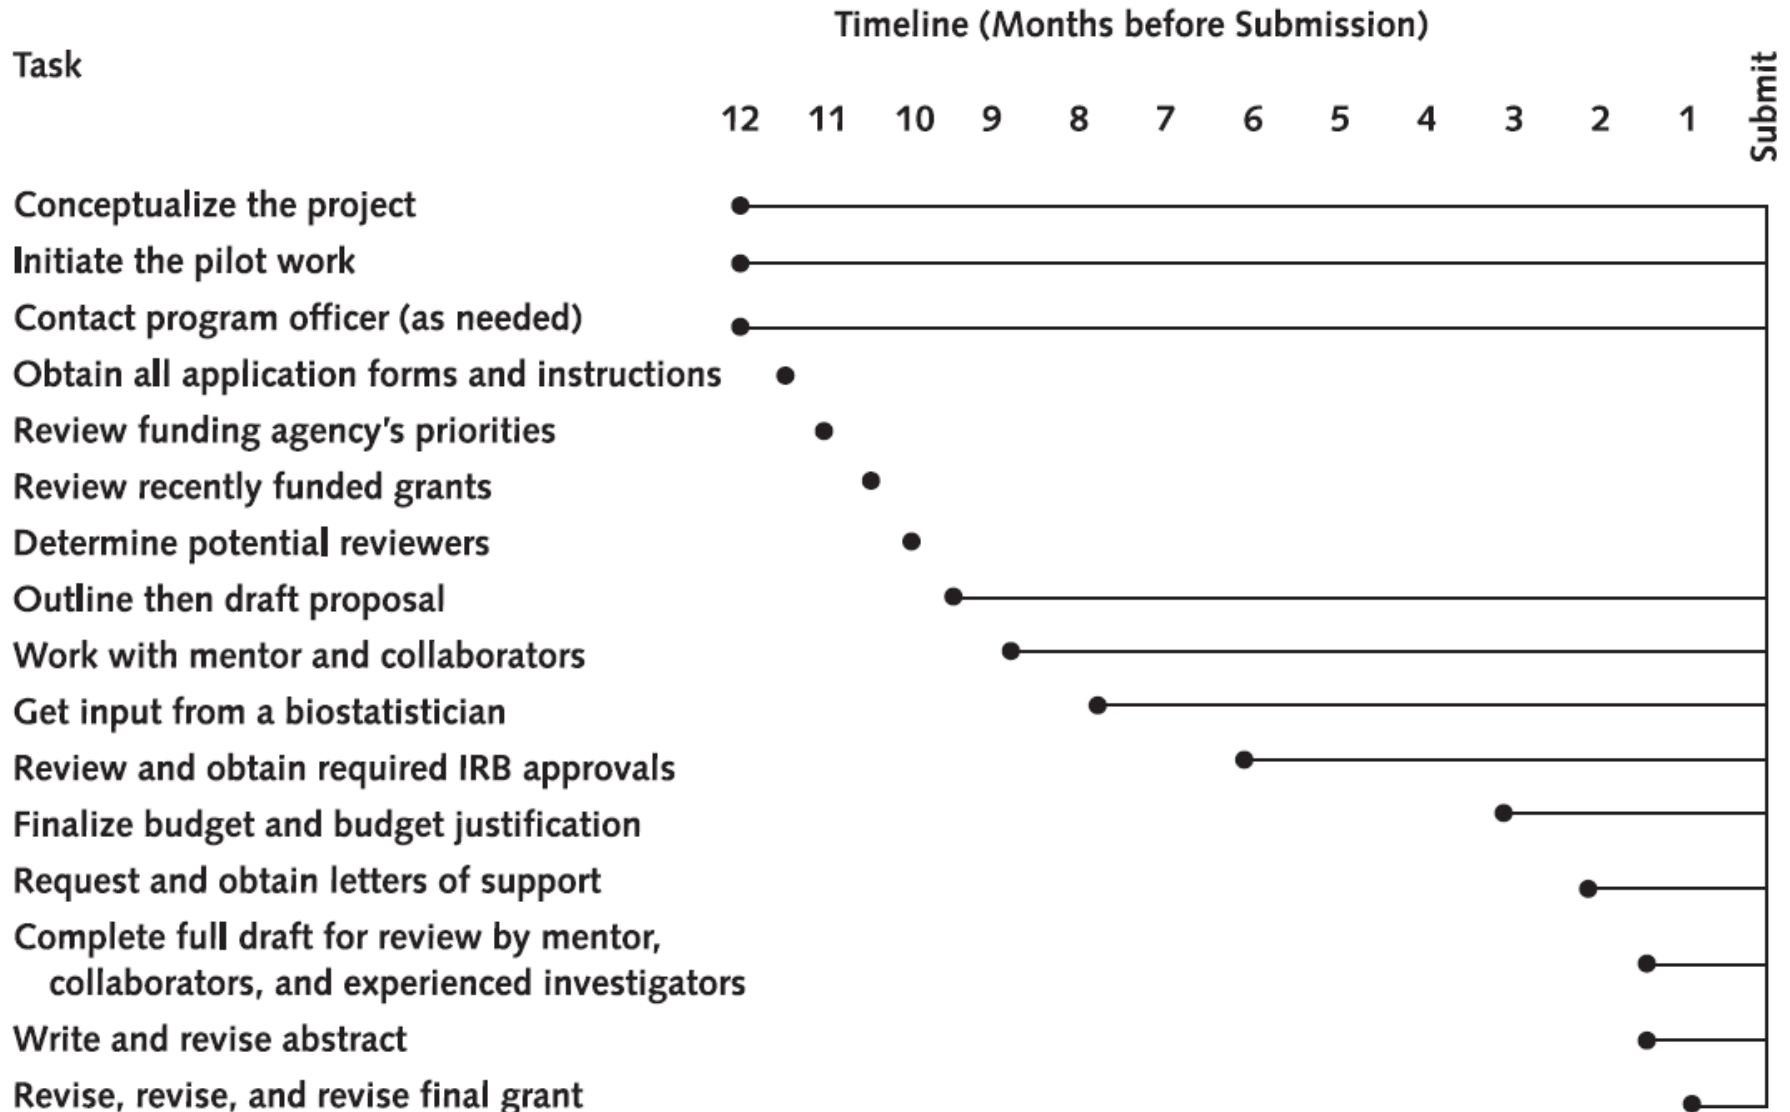 Timeline (Months before Submission)
Task
12 11 10 9 8 7 6 5 4 3 2 1 Submit
Conceptualize the project
Initiate the pilot work
Contact program officer (as needed)
Obtain all application forms and instructions
Review funding agency's priorities
Review recently funded grants
Determine potential reviewers
Outline then draft proposal
Work with mentor and collaborators
Get input from a biostatistician
Review and obtain required IRB approvals
Finalize budget and budget justification
Request and obtain letters of support
Complete full draft for review by mentor,
collaborators, and experienced investigators
Write and revise abstract
Revise, revise, and revise final grant